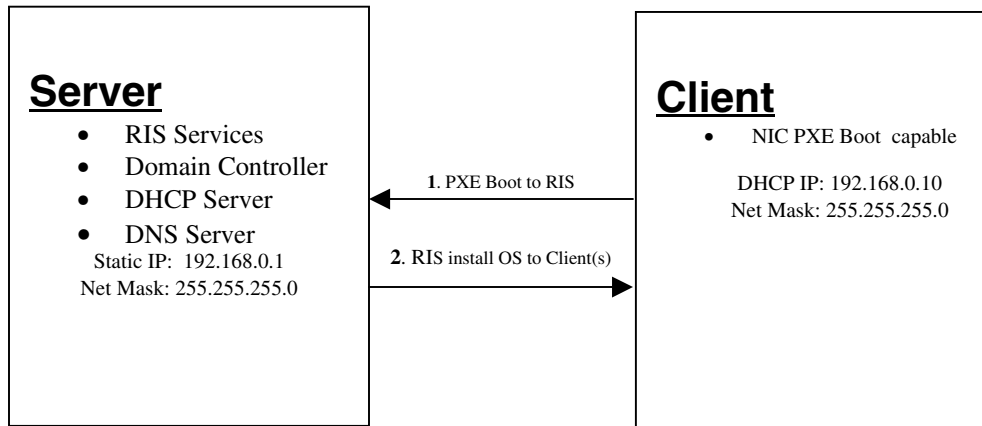 Server
• RIS Services
• Domain Controller
• DHCP Server
• DNS Server
Static IP: 192.168.0.1
Net Mask: 255.255.255.0
1. PXE Boot to RIS
2. RIS install OS to Client(s)
Client
• NIC PXE Boot capable
DHCP IP: 192.168.0.10
Net Mask: 255.255.255.0